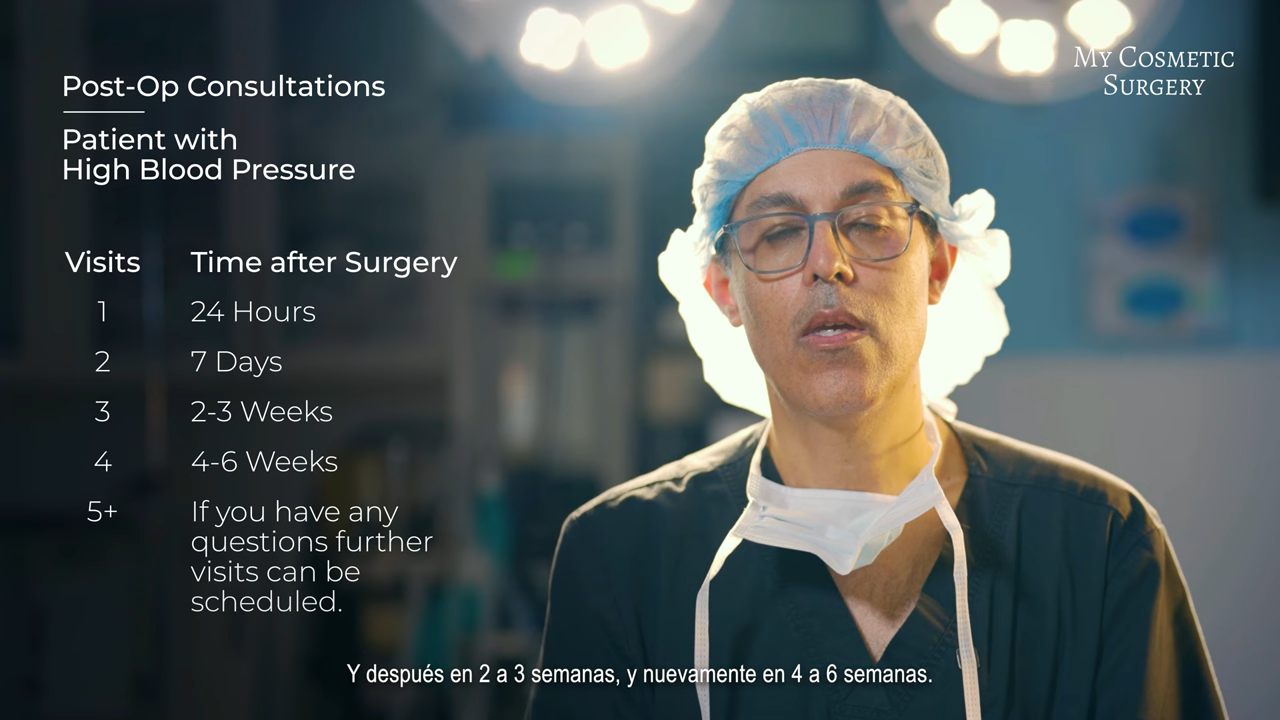 Post-Op Consultations
Patient with
High Blood Pressure
My Cosmetic
Surgery
Visits Time after Surgery
1 24 Hours
2 7 Days
3 2-3 Weeks
4 4-6 Weeks
5+ If you have any
questions further
visits can be
scheduled.
Y después en 2 a 3 semanas, y nuevamente en 4 a 6 semanas.